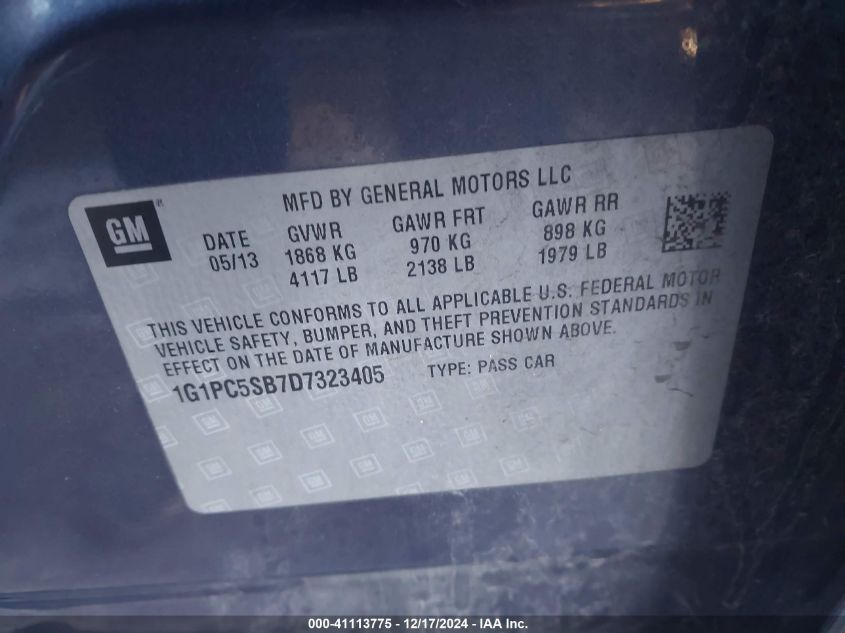 MFD BY GENERAL MOTORS LLC
GM
DATE GVWR GAWR FRT GAWR RR
05/13 1868 KG 970 KG 898 KG
4117 LB 2138 LB 1979 LB
THIS VEHICLE CONFORMS TO ALL APPLICABLE U.S. FEDERAL MOTOR
VEHICLE SAFETY, BUMPER, AND THEFT PREVENTION STANDARDS IN
EFFECT ON THE DATE OF MANUFACTURE SHOWN ABOVE.
1G1PC5SB7D7323405 TYPE: PASS CAR
000-41113775 - 12/17/2024 - IAA Inc.